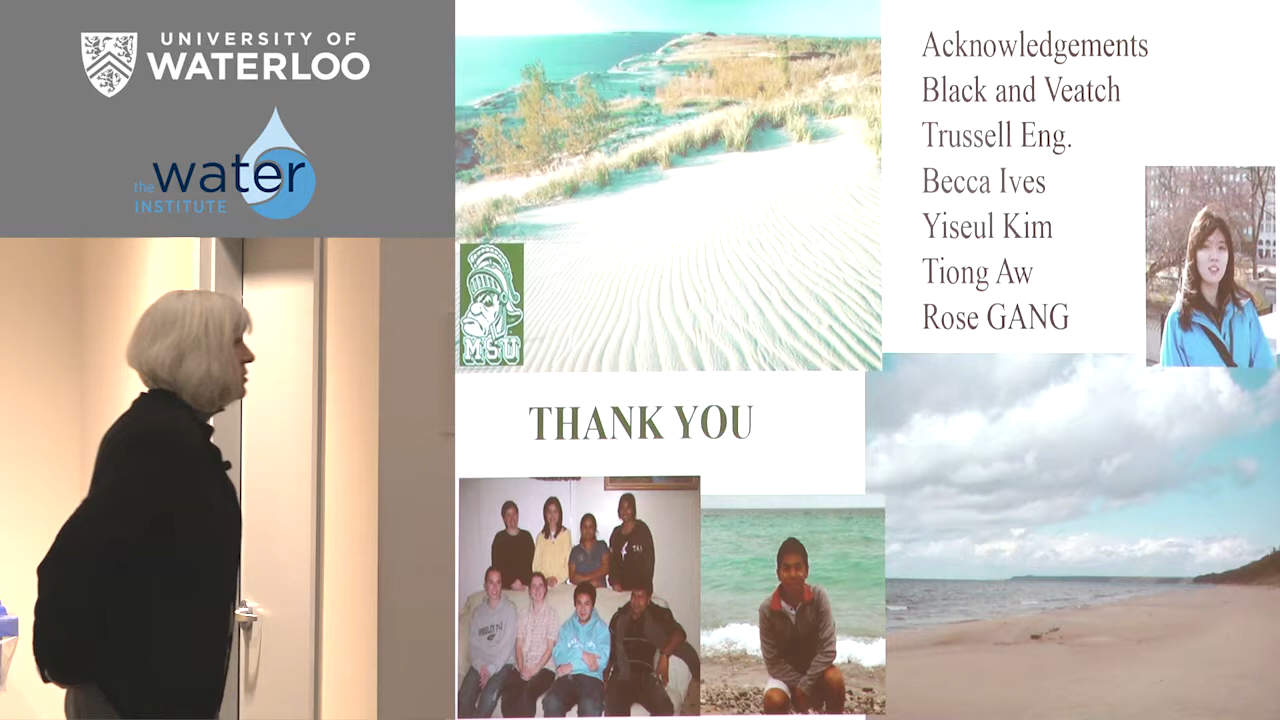 UNIVERSITY OF
WATERLOO
the water
INSTITUTE
Acknowledgements
Black and Veatch
Trussell Eng.
Becca Ives
Yiseul Kim
Tiong Aw
Rose GANG
MSU
THANK YOU